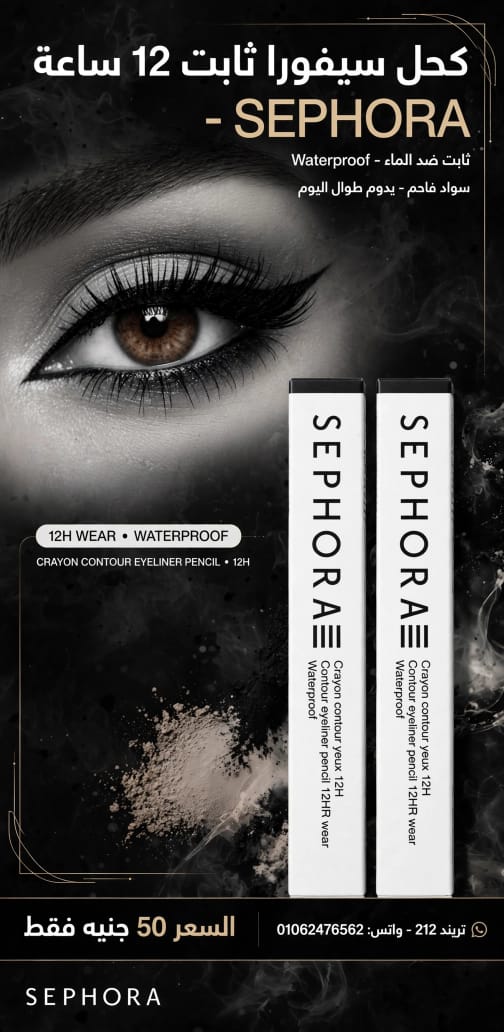 كحل سيفورا ثابت 12 ساعة
- SEPHORA
ثابت ضد الماء - Waterproof
سواد فاحم - يدوم طوال اليوم
12H WEAR • WATERPROOF
CRAYON CONTOUR EYELINER PENCIL • 12H
SEPHORA
Crayon contour yeux 12H
Contour eyeliner pencil 12HR wear
Waterproof
SEPHORA
Crayon contour yeux 12H
Contour eyeliner pencil 12HR wear
Waterproof
تريند 212 - واتس: 01062476562
السعر 50 جنيه فقط
SEPHORA